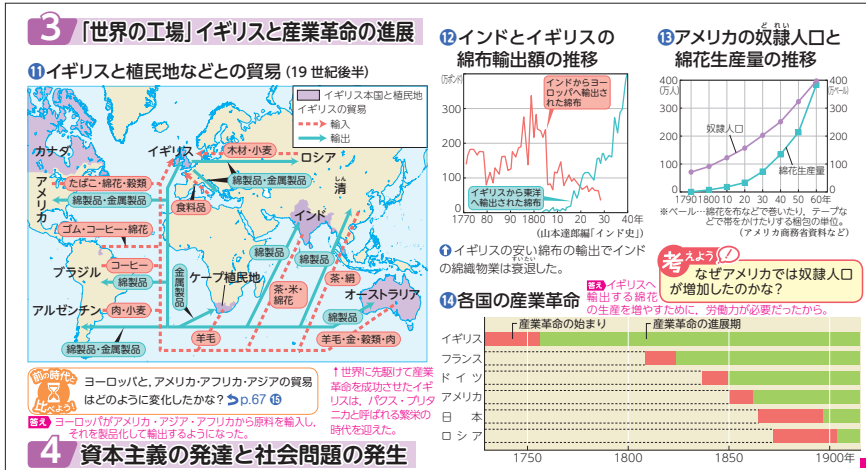 3 「世界の工場」イギリスと産業革命の進展
⓫イギリスと植民地などとの貿易 (19世紀後半)
イギリス本国と植民地
イギリスの貿易
輸入
輸出
カナダ
イギリス
木材・小麦
ロシア
アメリカ
たばこ・綿花・穀類
綿製品・金属製品
綿製品・金属製品
食料品
しん
清
ゴム・コーヒー・綿花
インド
ブラジル
コーヒー
綿製品
金属製品
ケープ植民地
綿製品
綿製品
茶・米・綿花
茶・絹
オーストラリア
アルゼンチン
肉・小麦
綿製品
綿製品・金属製品
羊毛
羊毛・金・穀類・肉
前の時代と比べよう!
ヨーロッパと,アメリカ・アフリカ・アジアの貿易
はどのように変化したかな? p.67 ⓯
答え ヨーロッパがアメリカ・アジア・アフリカから原料を輸入し,
それを製品化して輸出するようになった。
↑世界に先駆けて産業
革命を成功させたイギ
リスは,パクス・ブリタ
ニカと呼ばれる繁栄の
時代を迎えた。
4 資本主義の発達と社会問題の発生
⓬インドとイギリスの
綿布輸出額の推移
(万ポンド)
300
200
100
0
インドからヨーロッパへ輸出された綿布
イギリスから東洋へ輸出された綿布
1770 80 90 1800 10 20 30 40年
(山本達郎編「インド史」)
イギリスの安い綿布の輸出でインド
すいたい
の綿織物業は衰退した。
どれい
⓭アメリカの奴隷人口と
綿花生産量の推移
400 (万人)
300
200
100
0
400 (万ベール)
300
200
100
0
奴隷人口
綿花生産量
1790 1800 10 20 30 40 50 60年
※ベール…綿花を布などで巻いたり,テープな
どで帯をかけたりする梱包の単位。
(アメリカ商務省資料など)
考えよう
なぜアメリカでは奴隷人口
が増加したのかな?
答え イギリスへ
輸出する綿花
の生産を増やすために,労働力が必要だったから。
⓮各国の産業革命
産業革命の始まり
産業革命の進展期
イギリス
フランス
ドイツ
アメリカ
日本
ロシア
1750 1800 1850 1900年